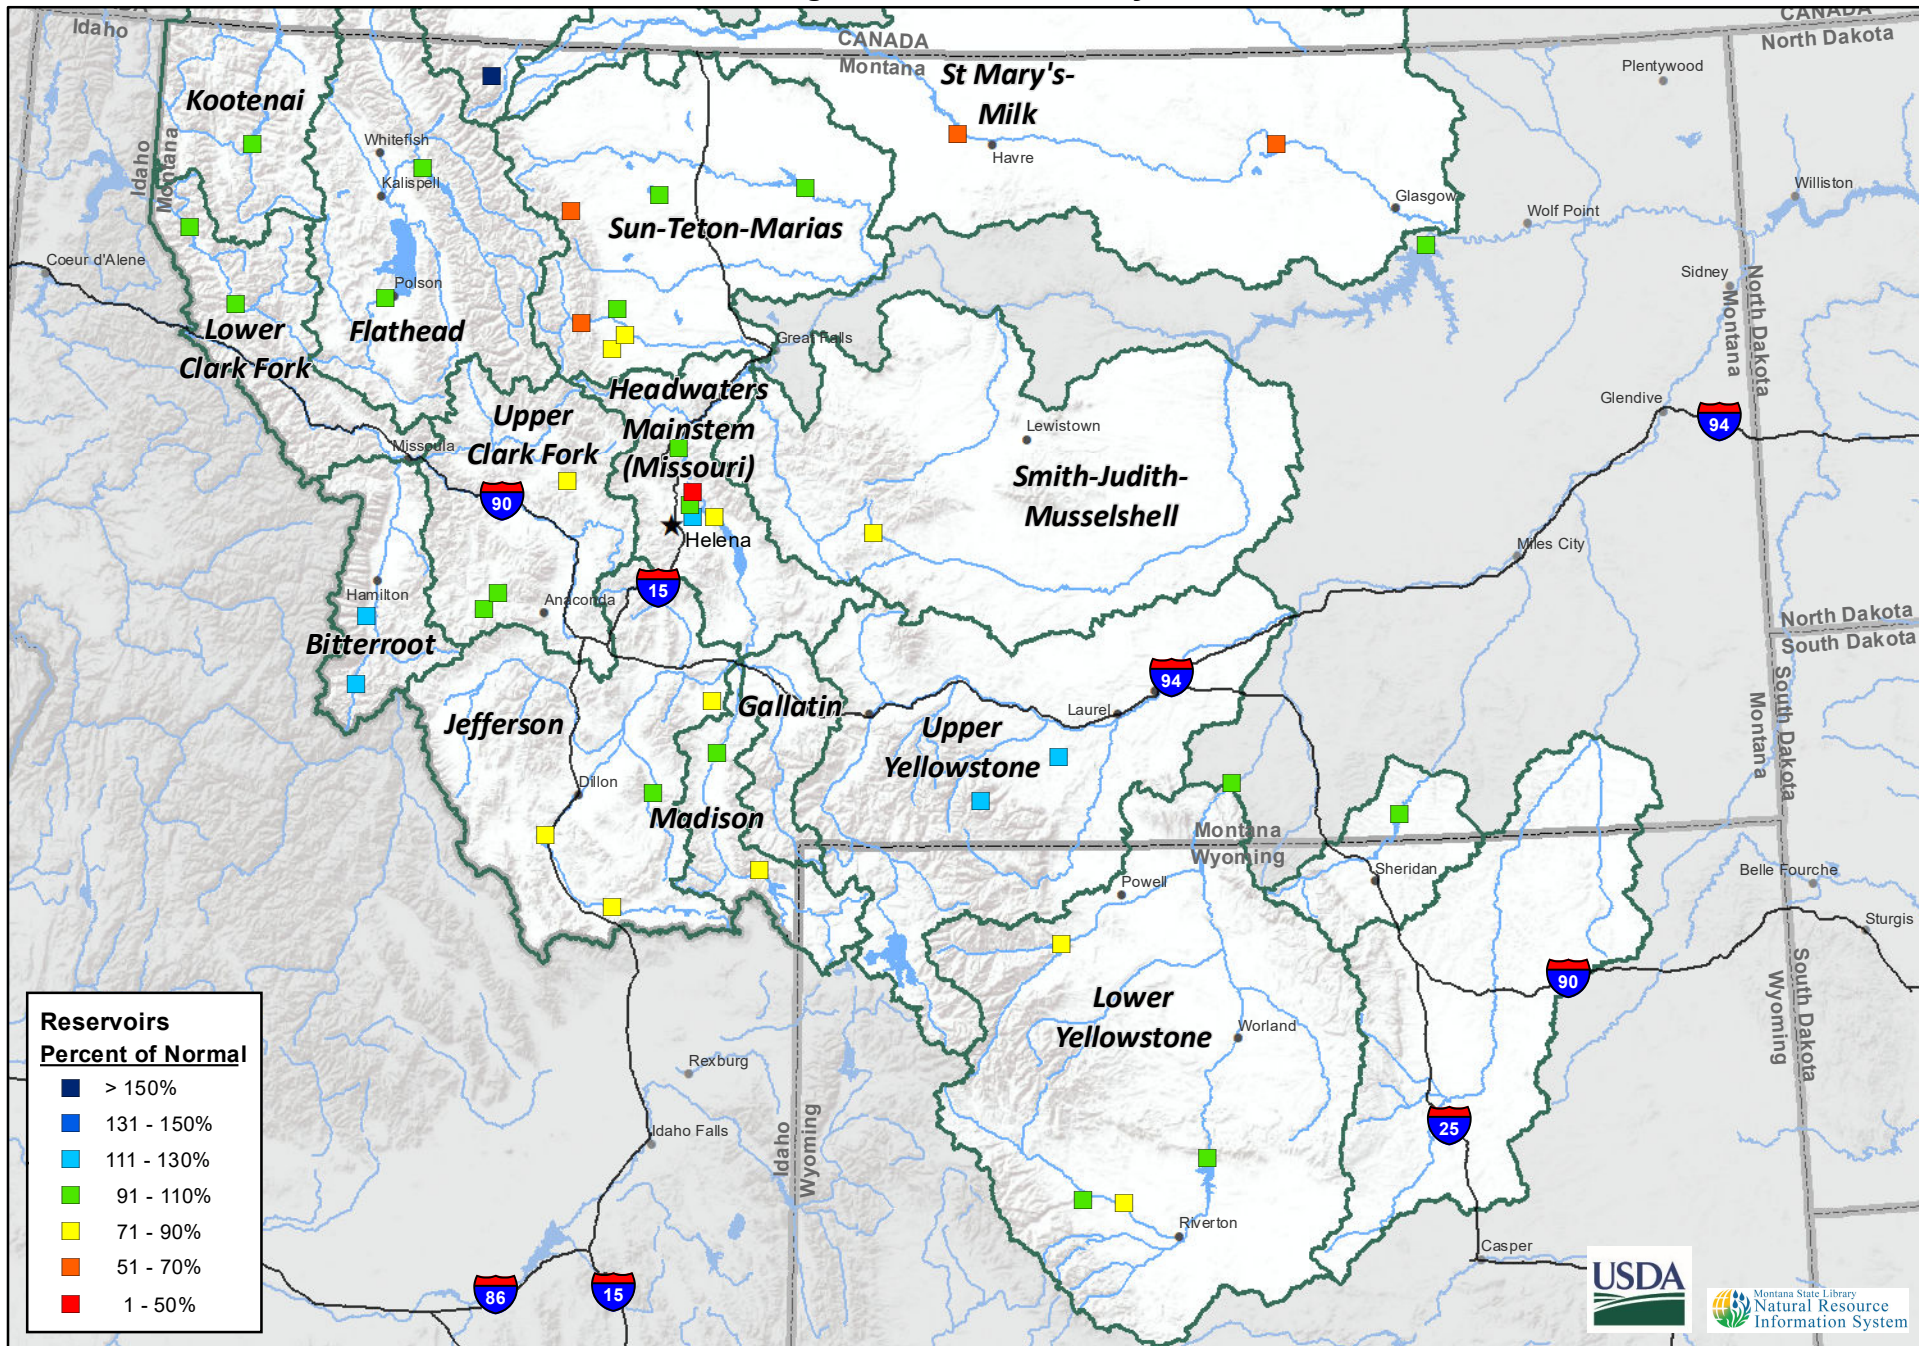 CANADA
Idaho
CANADA
Montana
CANADA
North Dakota
Plentywood
St Mary's-
Milk
Kootenai
Whitefish
Kalispell
Idaho
Montana
Havre
Glasgow
Wolf Point
Williston
Sun-Teton-Marias
Coeur d'Alene
Polson
Sidney
North Dakota
Montana
Lower
Clark Fork
Flathead
Great Falls
Headwaters
Mainstem
(Missouri)
Upper
Clark Fork
Missoula
Lewistown
Glendive
94
90
Smith-Judith-
Musselshell
Helena
Miles City
15
Hamilton
Anaconda
Bitterroot
North Dakota
South Dakota
94
Jefferson
Gallatin
Laurel
Upper
Yellowstone
South Dakota
Montana
Dillon
Madison
Montana
Wyoming
Sheridan
Powell
Belle Fourche
Sturgis
90
South Dakota
Wyoming
Lower
Yellowstone
Worland
Reservoirs
Percent of Normal
> 150%
131 - 150%
111 - 130%
91 - 110%
71 - 90%
51 - 70%
1 - 50%
Rexburg
Idaho Falls
Idaho
Wyoming
25
Riverton
Casper
86
15
USDA
Montana State Library
Natural Resource
Information System